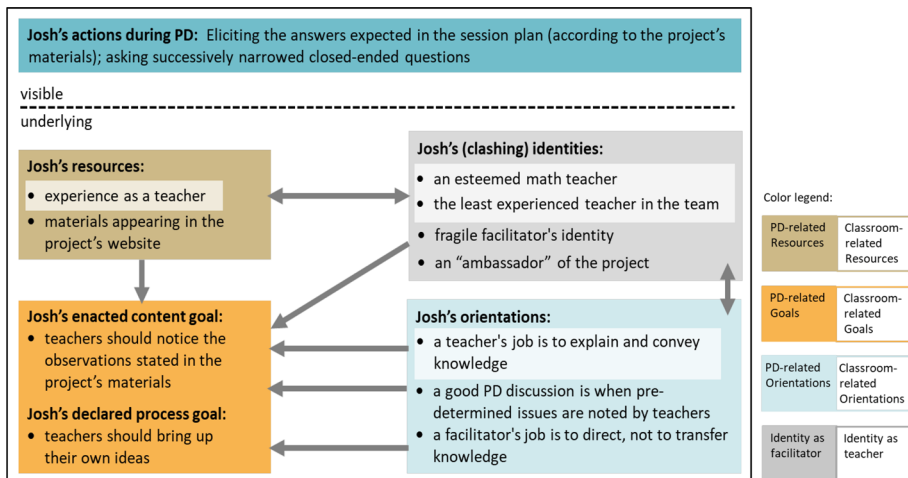 Josh's actions during PD: Eliciting the answers expected in the session plan (according to the project's
materials); asking successively narrowed closed-ended questions
visible
underlying
Josh's resources:
• experience as a teacher
• materials appearing in the
project's website
Josh's (clashing) identities:
• an esteemed math teacher
• the least experienced teacher in the team
• fragile facilitator's identity
• an “ambassador” of the project
Josh's enacted content goal:
• teachers should notice the
observations stated in the
project's materials
Josh's declared process goal:
• teachers should bring up
their own ideas
Josh's orientations:
• a teacher's job is to explain and convey
knowledge
• a good PD discussion is when pre-
determined issues are noted by teachers
• a facilitator's job is to direct, not to transfer
knowledge
Color legend:
PD-related
Resources
Classroom-
related
Resources
PD-related
Goals
Classroom-
related
Goals
PD-related
Orientations
Classroom-
related
Orientations
Identity as
facilitator
Identity as
teacher